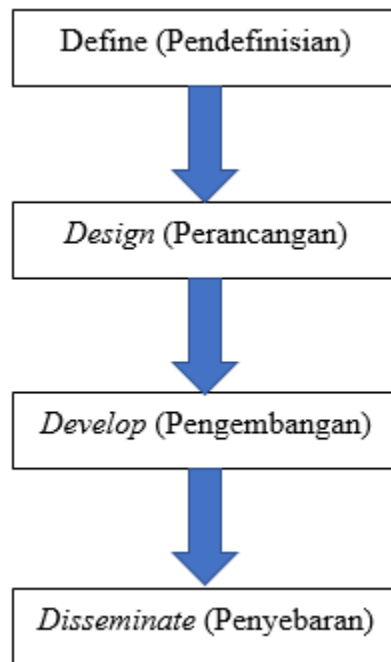 Define (Pendefinisian)
Design (Perancangan)
Develop (Pengembangan)
Disseminate (Penyebaran)